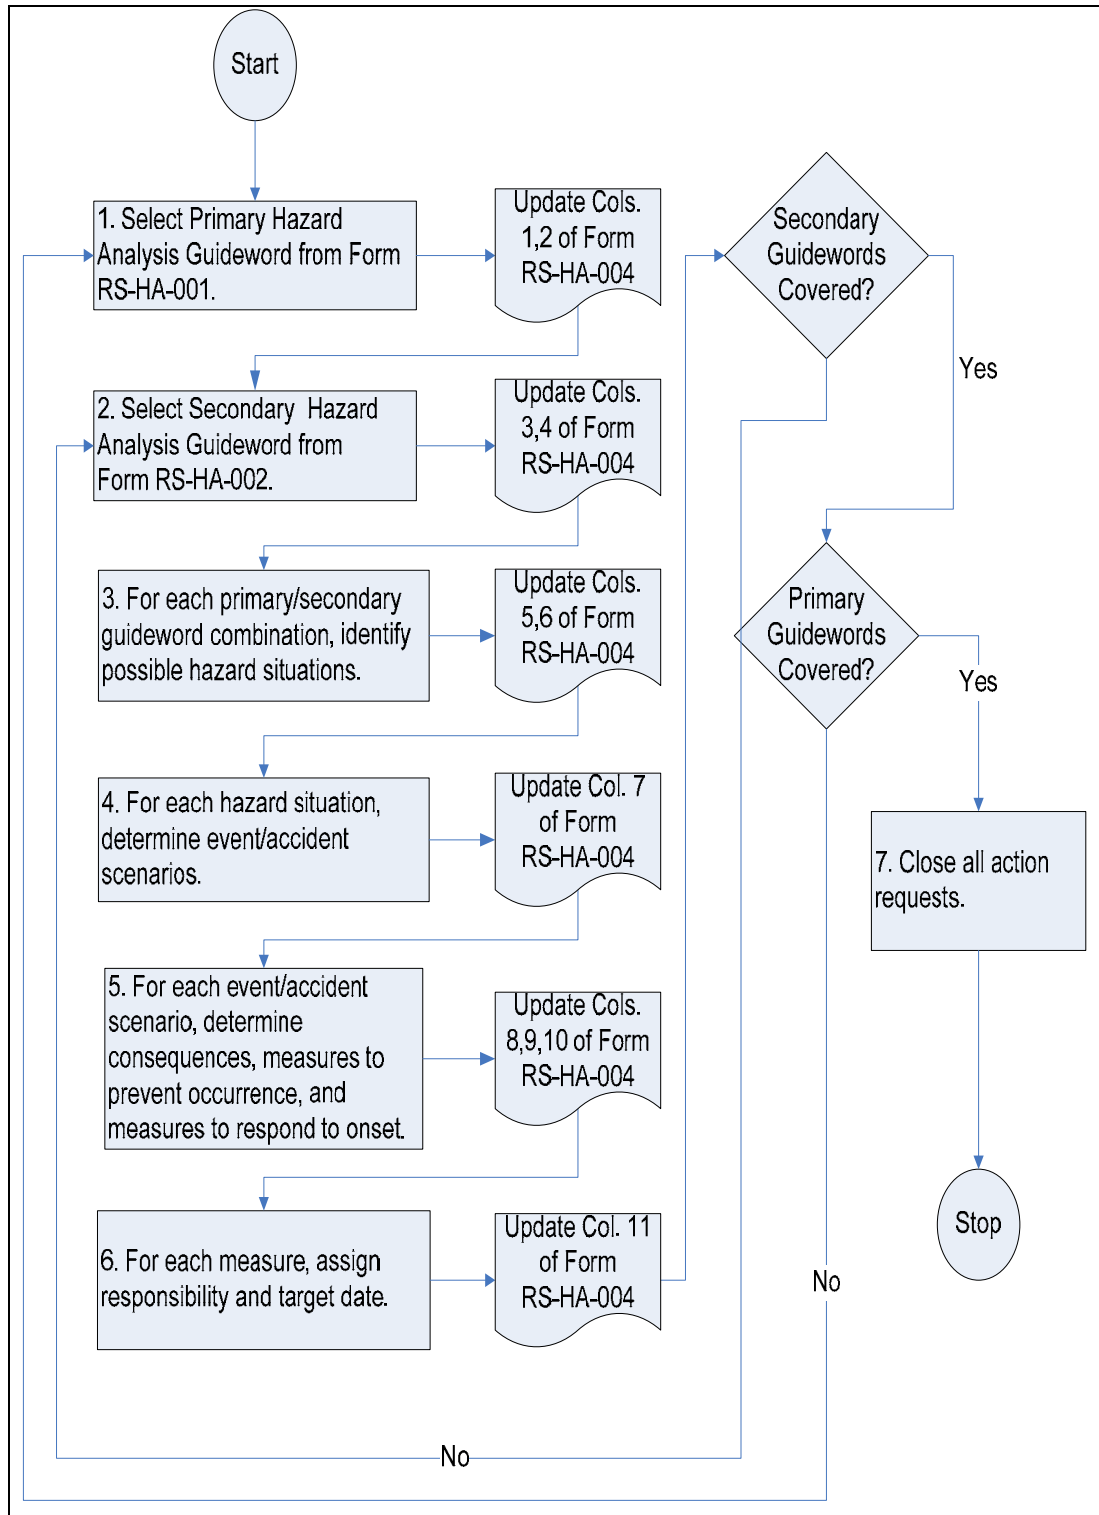 Start
1. Select Primary Hazard
Analysis Guideword from Form
RS-HA-001.
Update Cols.
1,2 of Form
RS-HA-004
2. Select Secondary Hazard
Analysis Guideword from
Form RS-HA-002.
Update Cols.
3,4 of Form
RS-HA-004
3. For each primary/secondary
guideword combination, identify
possible hazard situations.
Update Cols.
5,6 of Form
RS-HA-004
4. For each hazard situation,
determine event/accident
scenarios.
Update Col. 7
of Form
RS-HA-004
5. For each event/accident
scenario, determine
consequences, measures to
prevent occurrence, and
measures to respond to onset.
Update Cols.
8,9,10 of Form
RS-HA-004
6. For each measure, assign
responsibility and target date.
Update Col. 11
of Form
RS-HA-004
Secondary
Guidewords
Covered?
Yes
No
Primary
Guidewords
Covered?
Yes
No
7. Close all action
requests.
Stop